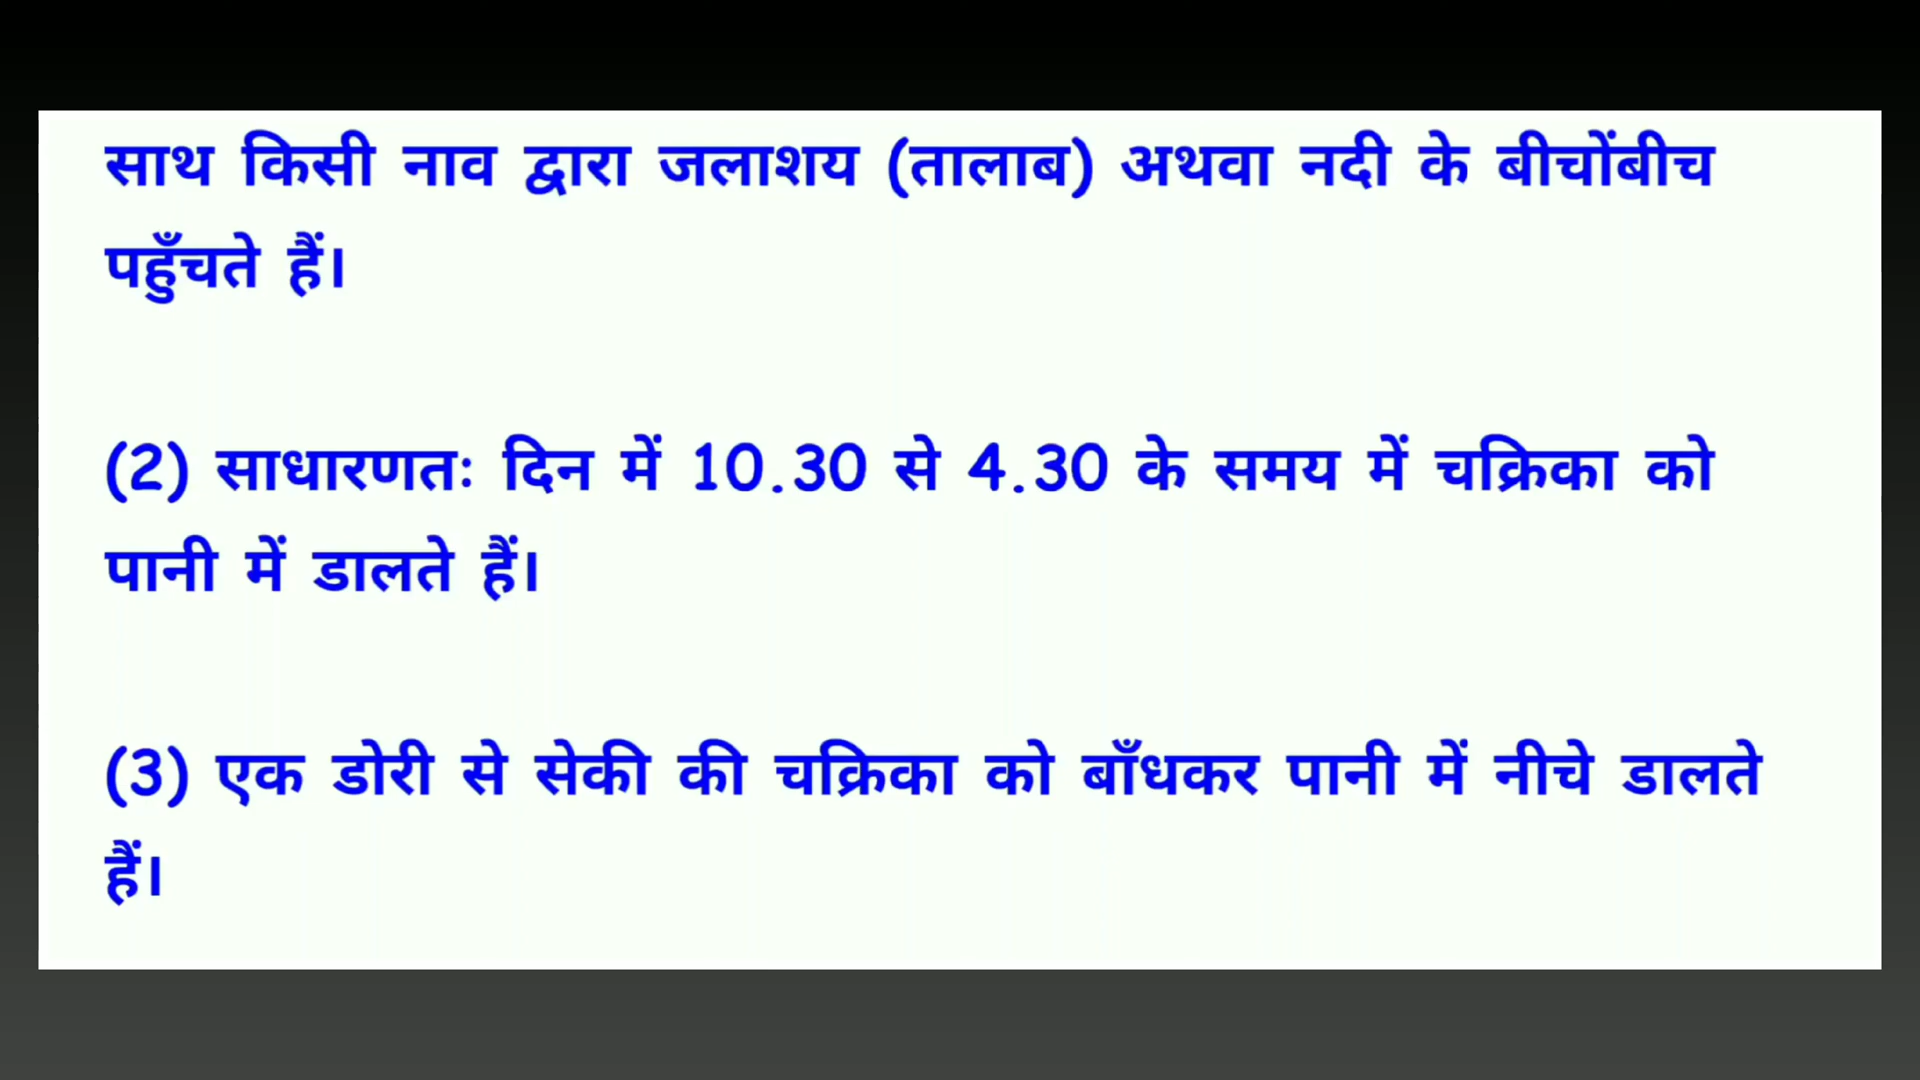 साथ किसी नाव द्वारा जलाशय (तालाब) अथवा नदी के बीचोंबीच
पहुँचते हैं।
(2) साधारणतः दिन में 10.30 से 4.30 के समय में चक्रिका को
पानी में डालते हैं।
(3) एक डोरी से सेकी की चक्रिका को बाँधकर पानी में नीचे डालते
हैं।